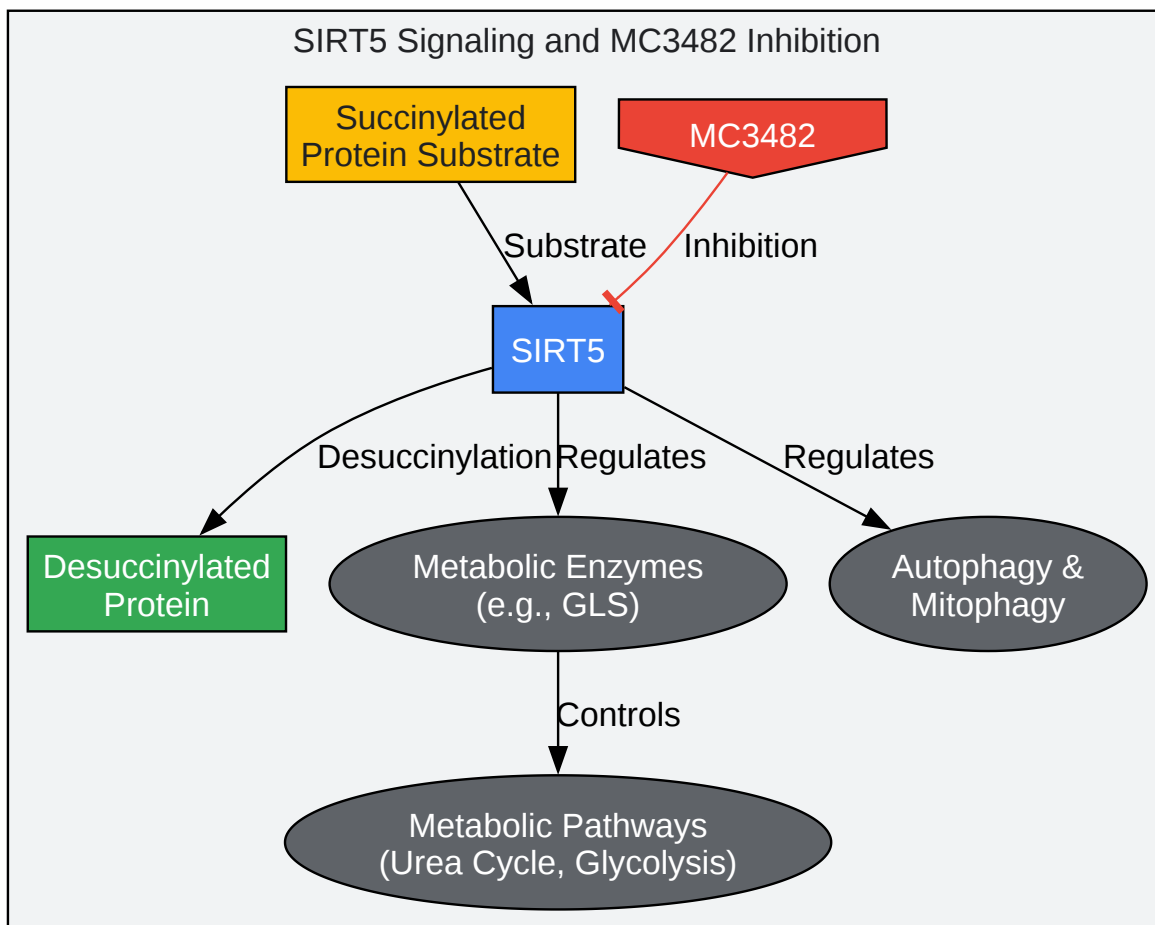 SIRT5 Signaling and MC3482 Inhibition
Succinylated
Protein Substrate
MC3482
Substrate
Inhibition
SIRT5
Desuccinylation
Regulates
Regulates
Desuccinylated
Protein
Metabolic Enzymes
(e.g., GLS)
Autophagy &
Mitophagy
Controls
Metabolic Pathways
(Urea Cycle, Glycolysis)